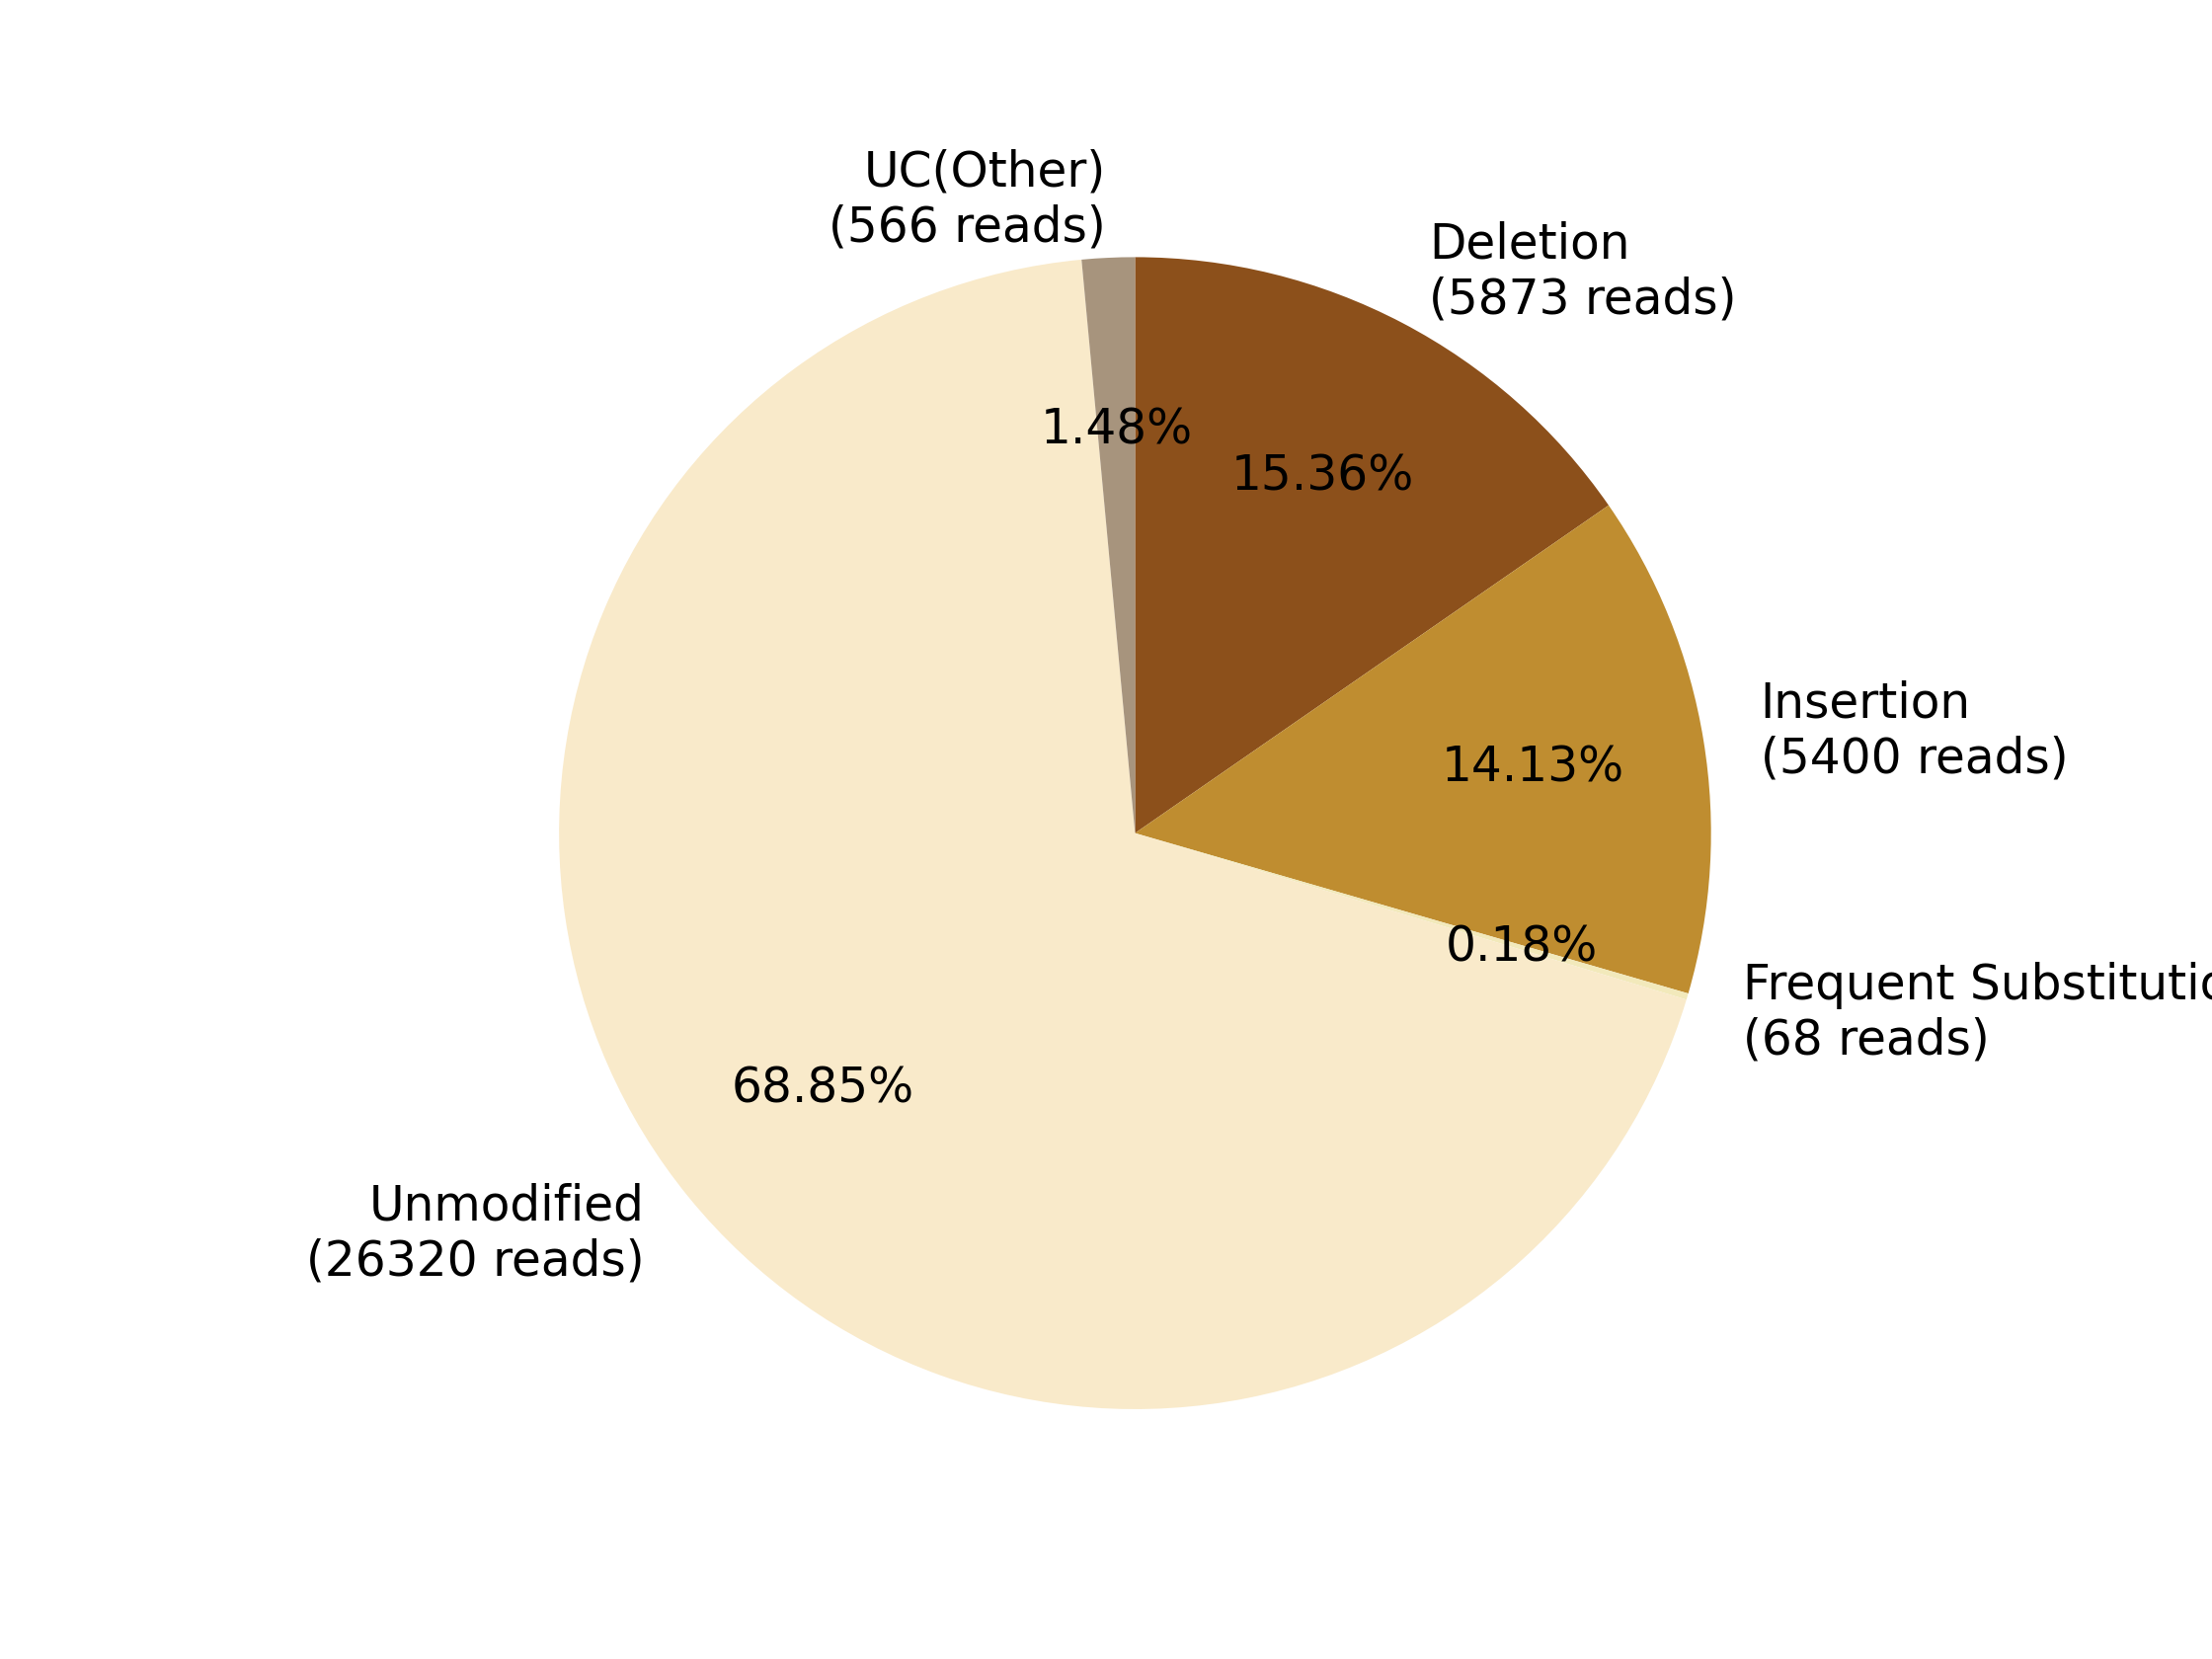 UC(Other)
(566 reads)
Deletion
(5873 reads)
1.48%
15.36%
Insertion
(5400 reads)
14.13%
0.18%
Frequent
(68 reads)
68.85%
Unmodified
(26320 reads)